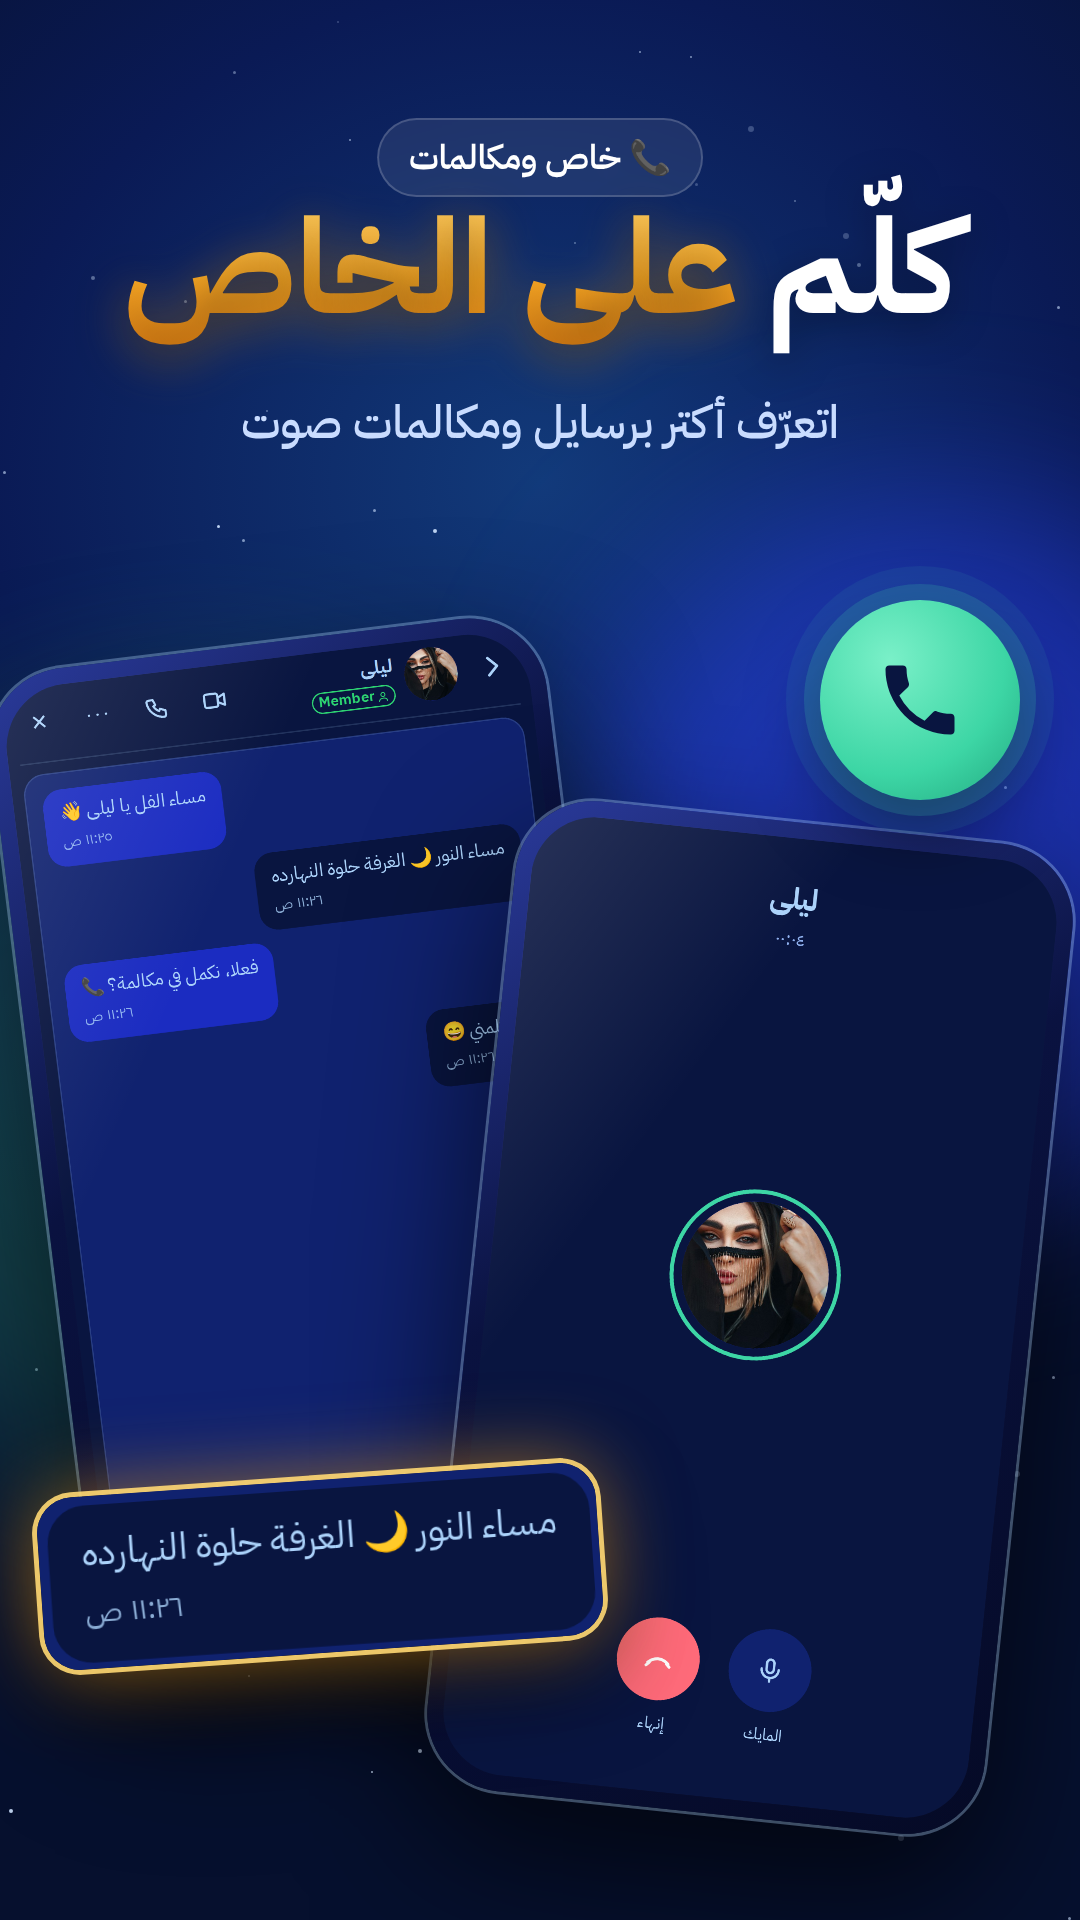 📞 خاص ومكالمات
كلّم على الخاص
اتعرّف أكتر برسايل ومكالمات صوت
ليلى
Member
مساء الفل يا ليلى 👋
١١:٢٥ ص
مساء النور 🌙 الغرفة حلوة النهارده
١١:٢٦ ص
فعلا، نكمل في مكالمة؟ 📞
١١:٢٦ ص
😄
١١:٢٦ ص
ليلى
٠٠:٠٤
مساء النور 🌙 الغرفة حلوة النهارده
١١:٢٦ ص
المايك
إنهاء